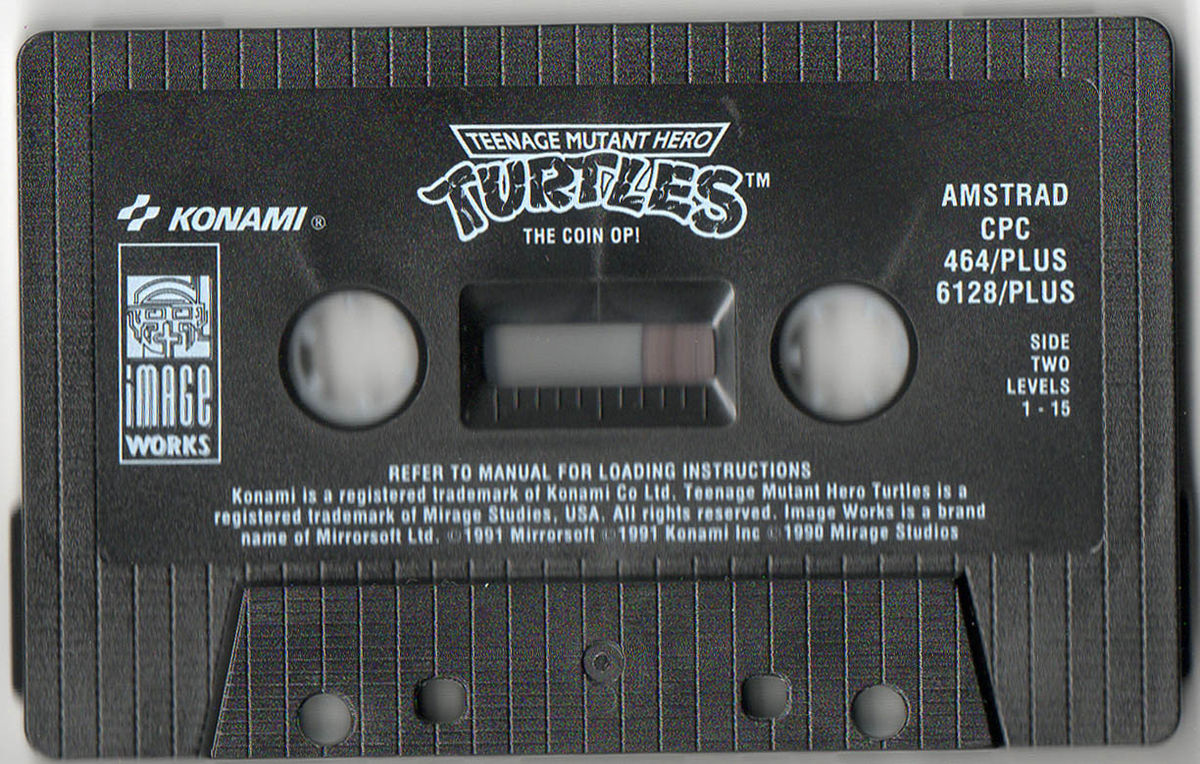 TEENAGE MUTANT HERO
TURTLES™
THE COIN OP!
KONAMI®
iMAGE
WORKS
AMSTRAD
CPC
464/PLUS
6128/PLUS
SIDE
TWO
LEVELS
1 - 15
REFER TO MANUAL FOR LOADING INSTRUCTIONS
Konami is a registered trademark of Konami Co Ltd. Teenage Mutant Hero Turtles is a
registered trademark of Mirage Studios, USA. All rights reserved. Image Works is a brand
name of Mirrorsoft Ltd. ©1991 Mirrorsoft ©1991 Konami Inc ©1990 Mirage Studios